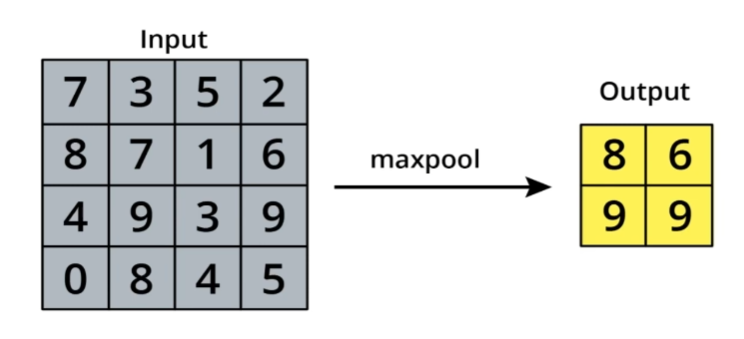 Input
7 3 5 2
8 7 1 6
4 9 3 9
0 8 4 5
maxpool
Output
8 6
9 9